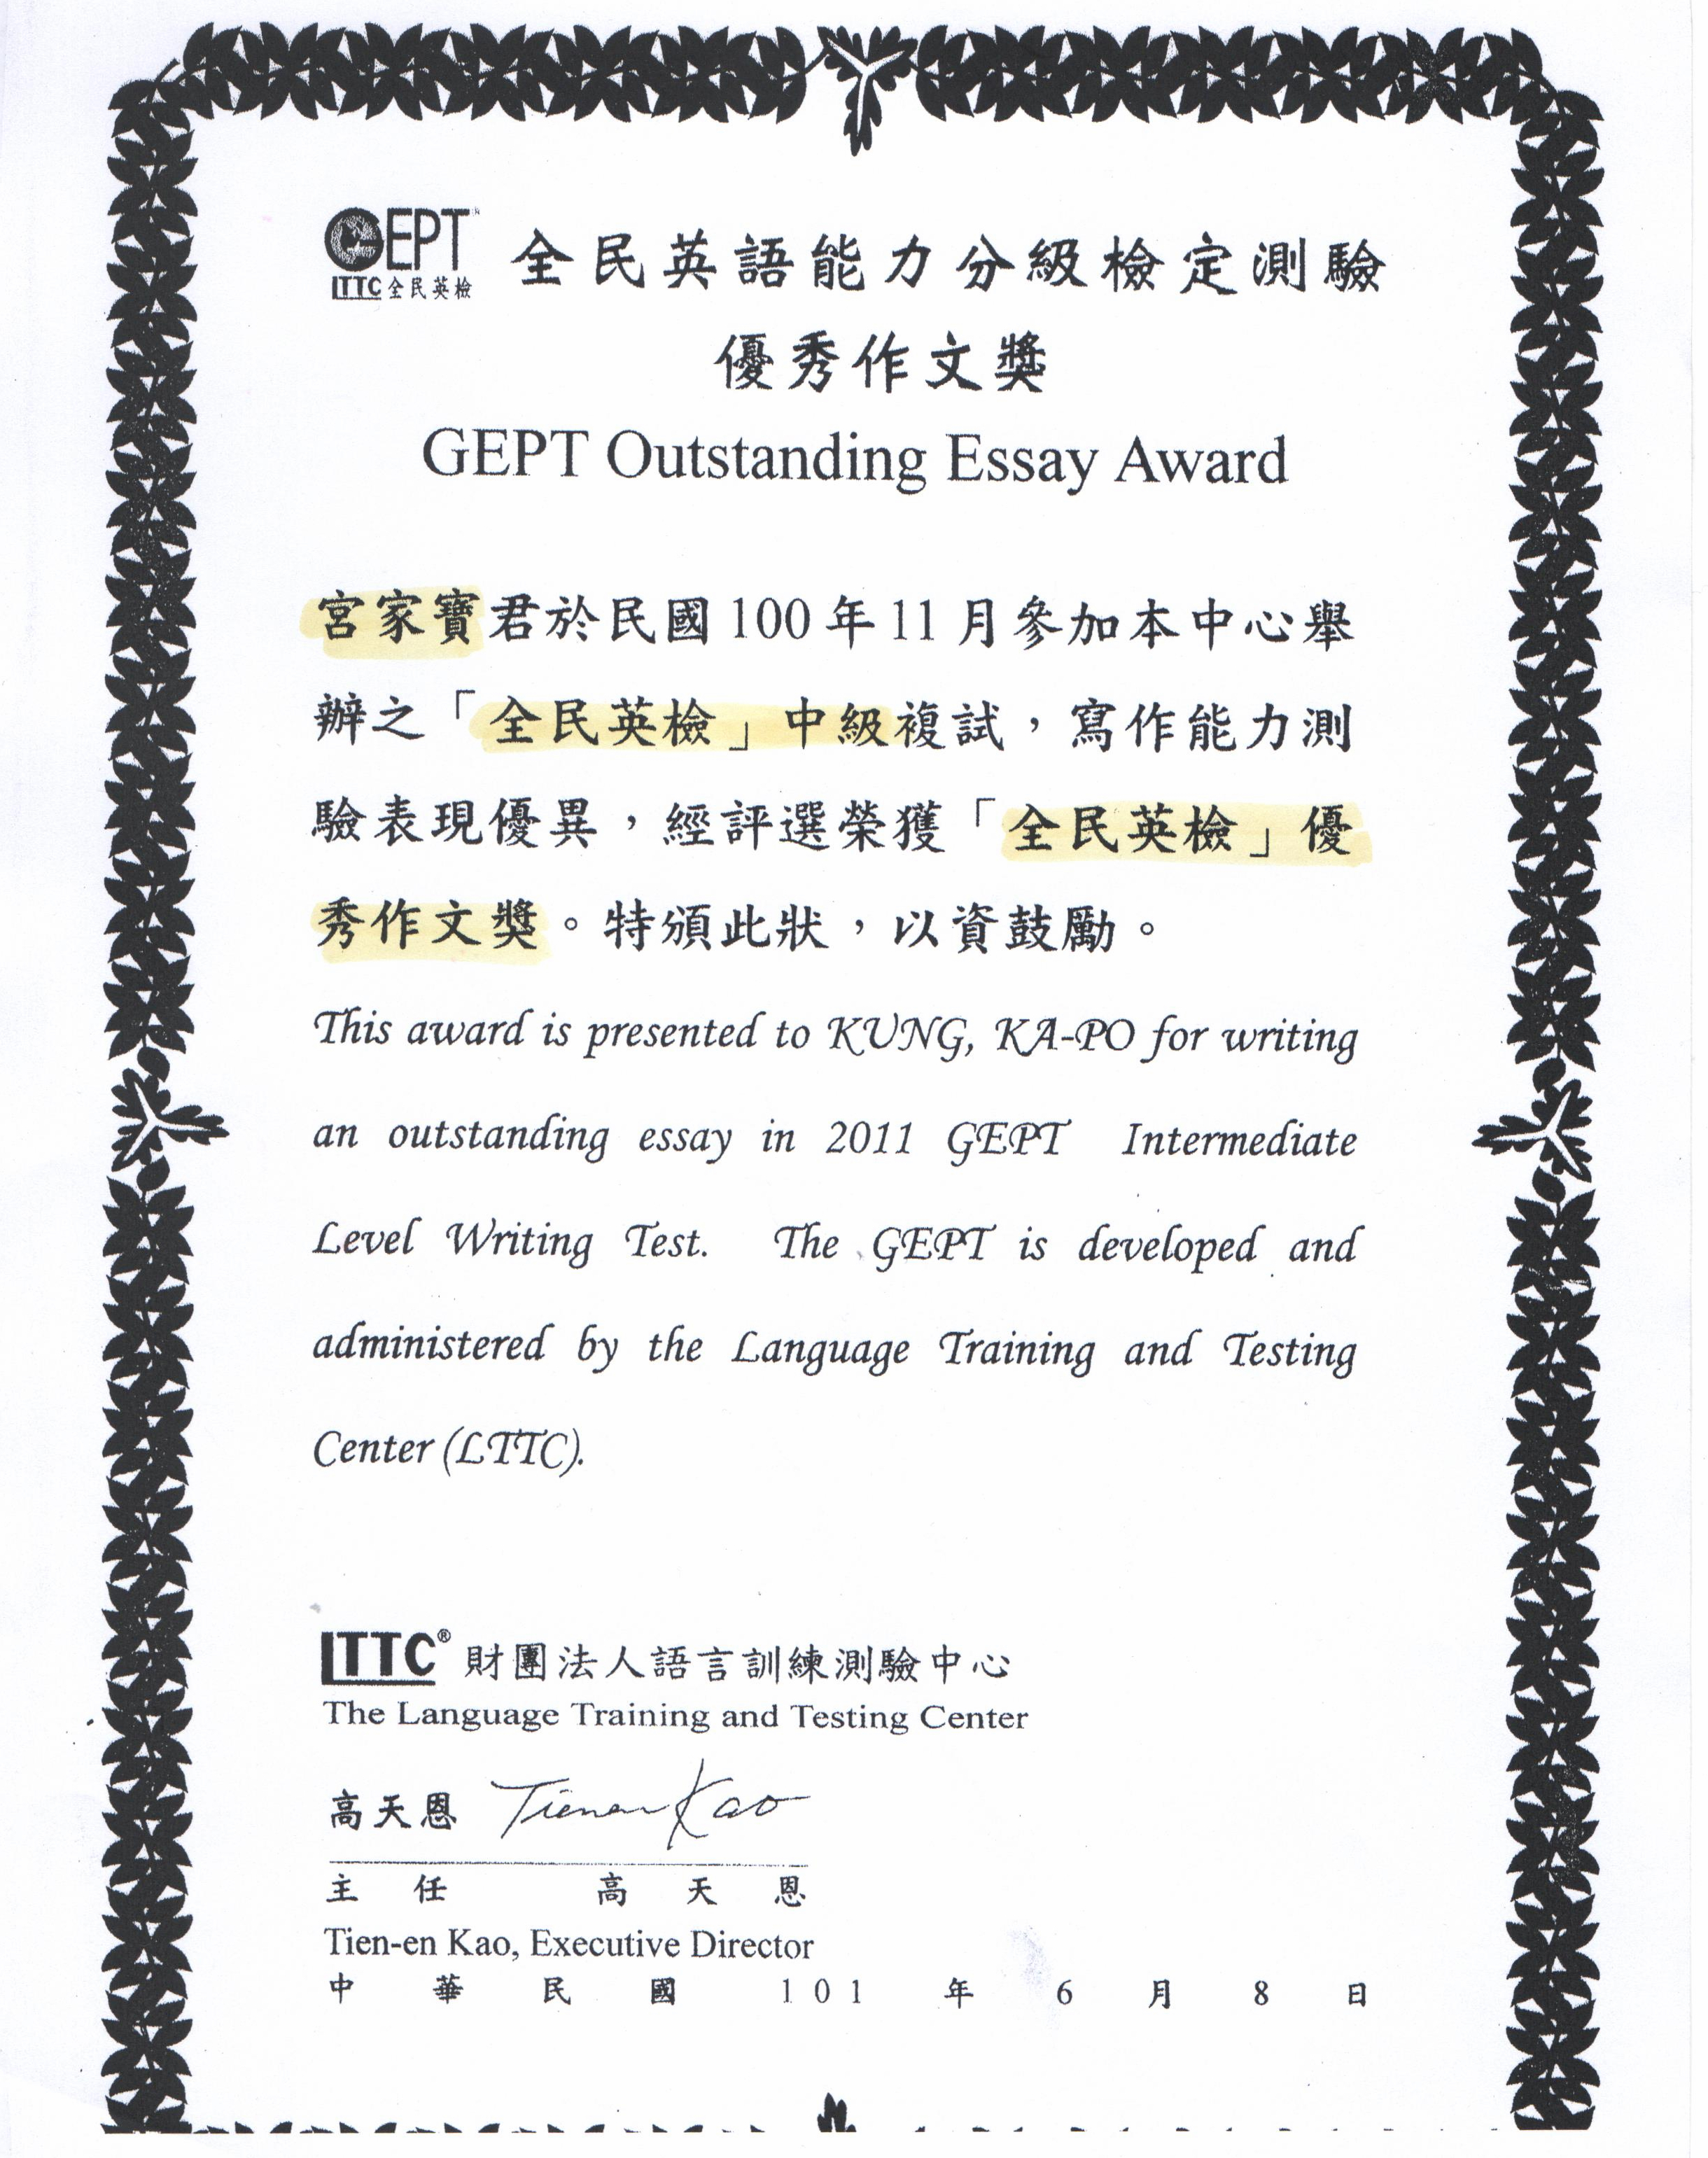 GEPT
LTTC全民英檢
全民英語能力分級檢定測驗
優秀作文獎
GEPT Outstanding Essay Award
宮家寶君於民國100年11月參加本中心舉
辦之「全民英檢」中級複試，寫作能力測
驗表現優異，經評選榮獲「全民英檢」優
秀作文獎。特頒此狀，以資鼓勵。
This award is presented to KUNG, KA-PO for writing
an outstanding essay in 2011 GEPT Intermediate
Level Writing Test. The GEPT is developed and
administered by the Language Training and Testing
Center (LTTC).
LTTC® 財團法人語言訓練測驗中心
The Language Training and Testing Center
高天恩 Tienen Kao
主任 高天恩
Tien-en Kao, Executive Director
中華民國 101 年 6 月 8 日